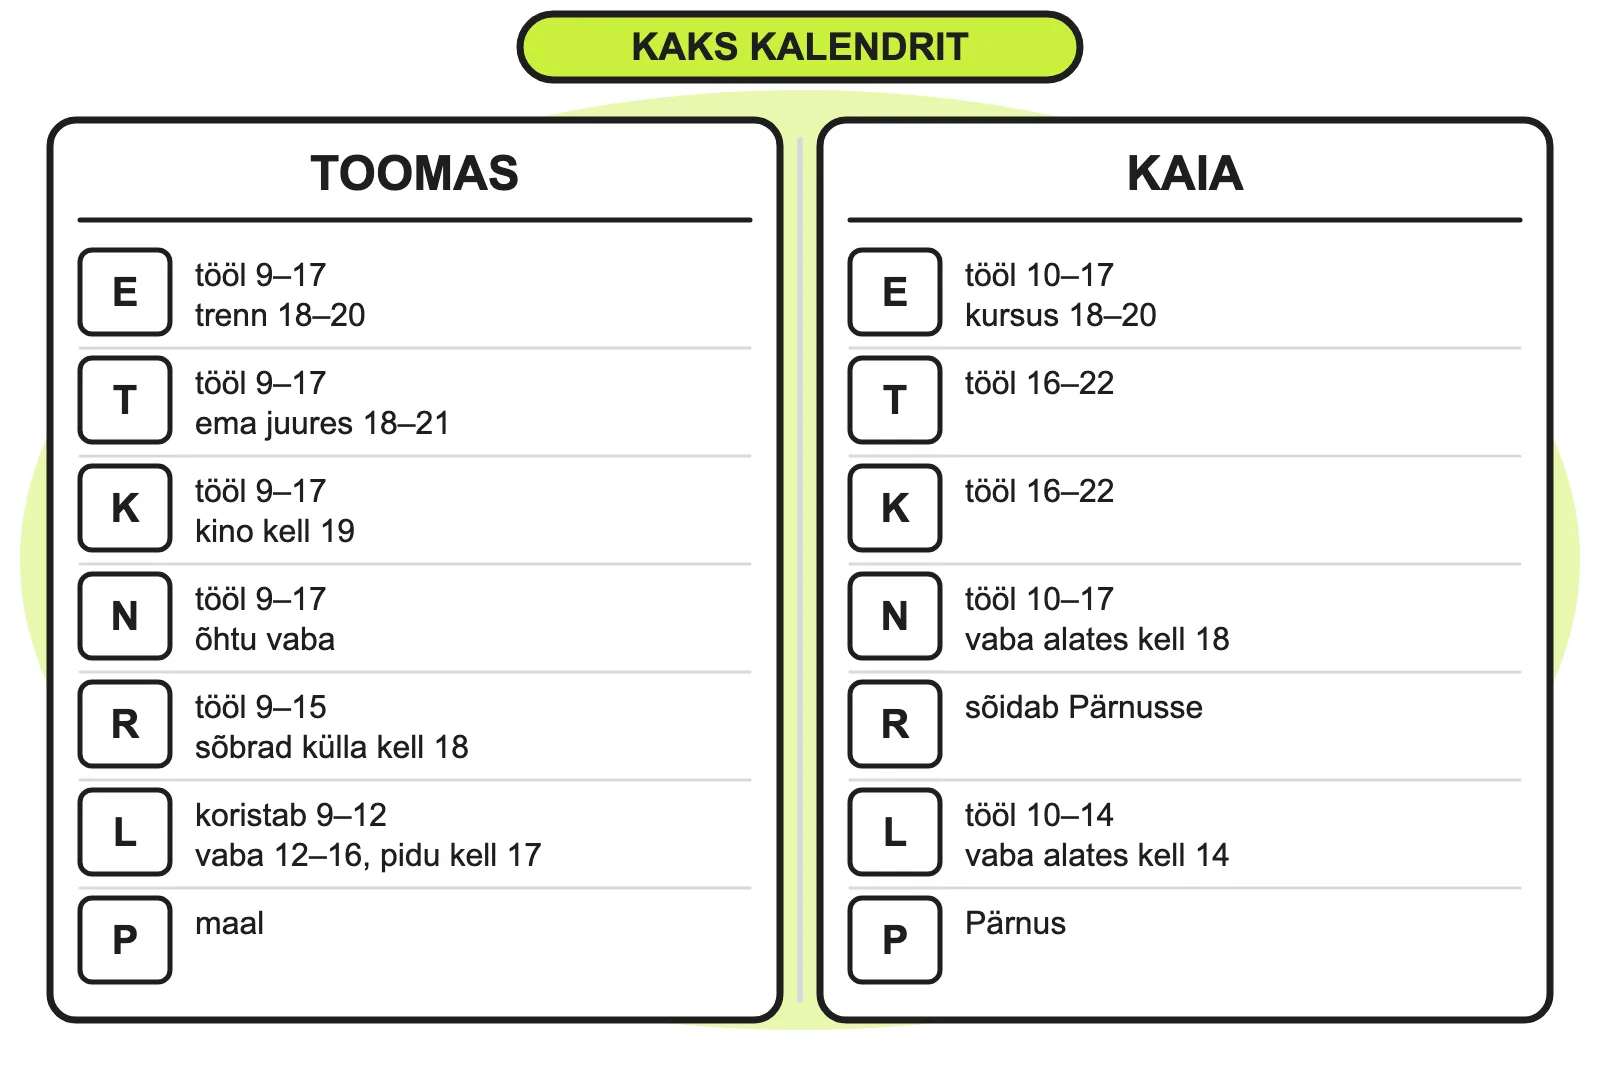 KAKS KALENDRIT
TOOMAS
E
tööl 9–17
trenn 18–20
T
tööl 9–17
ema juures 18–21
K
tööl 9–17
kino kell 19
N
tööl 9–17
õhtu vaba
R
tööl 9–15
sõbrad külla kell 18
L
koristab 9–12
vaba 12–16, pidu kell 17
P
maal
KAIA
E
tööl 10–17
kursus 18–20
T
tööl 16–22
K
tööl 16–22
N
tööl 10–17
vaba alates kell 18
R
sõidab Pärnusse
L
tööl 10–14
vaba alates kell 14
P
Pärnus